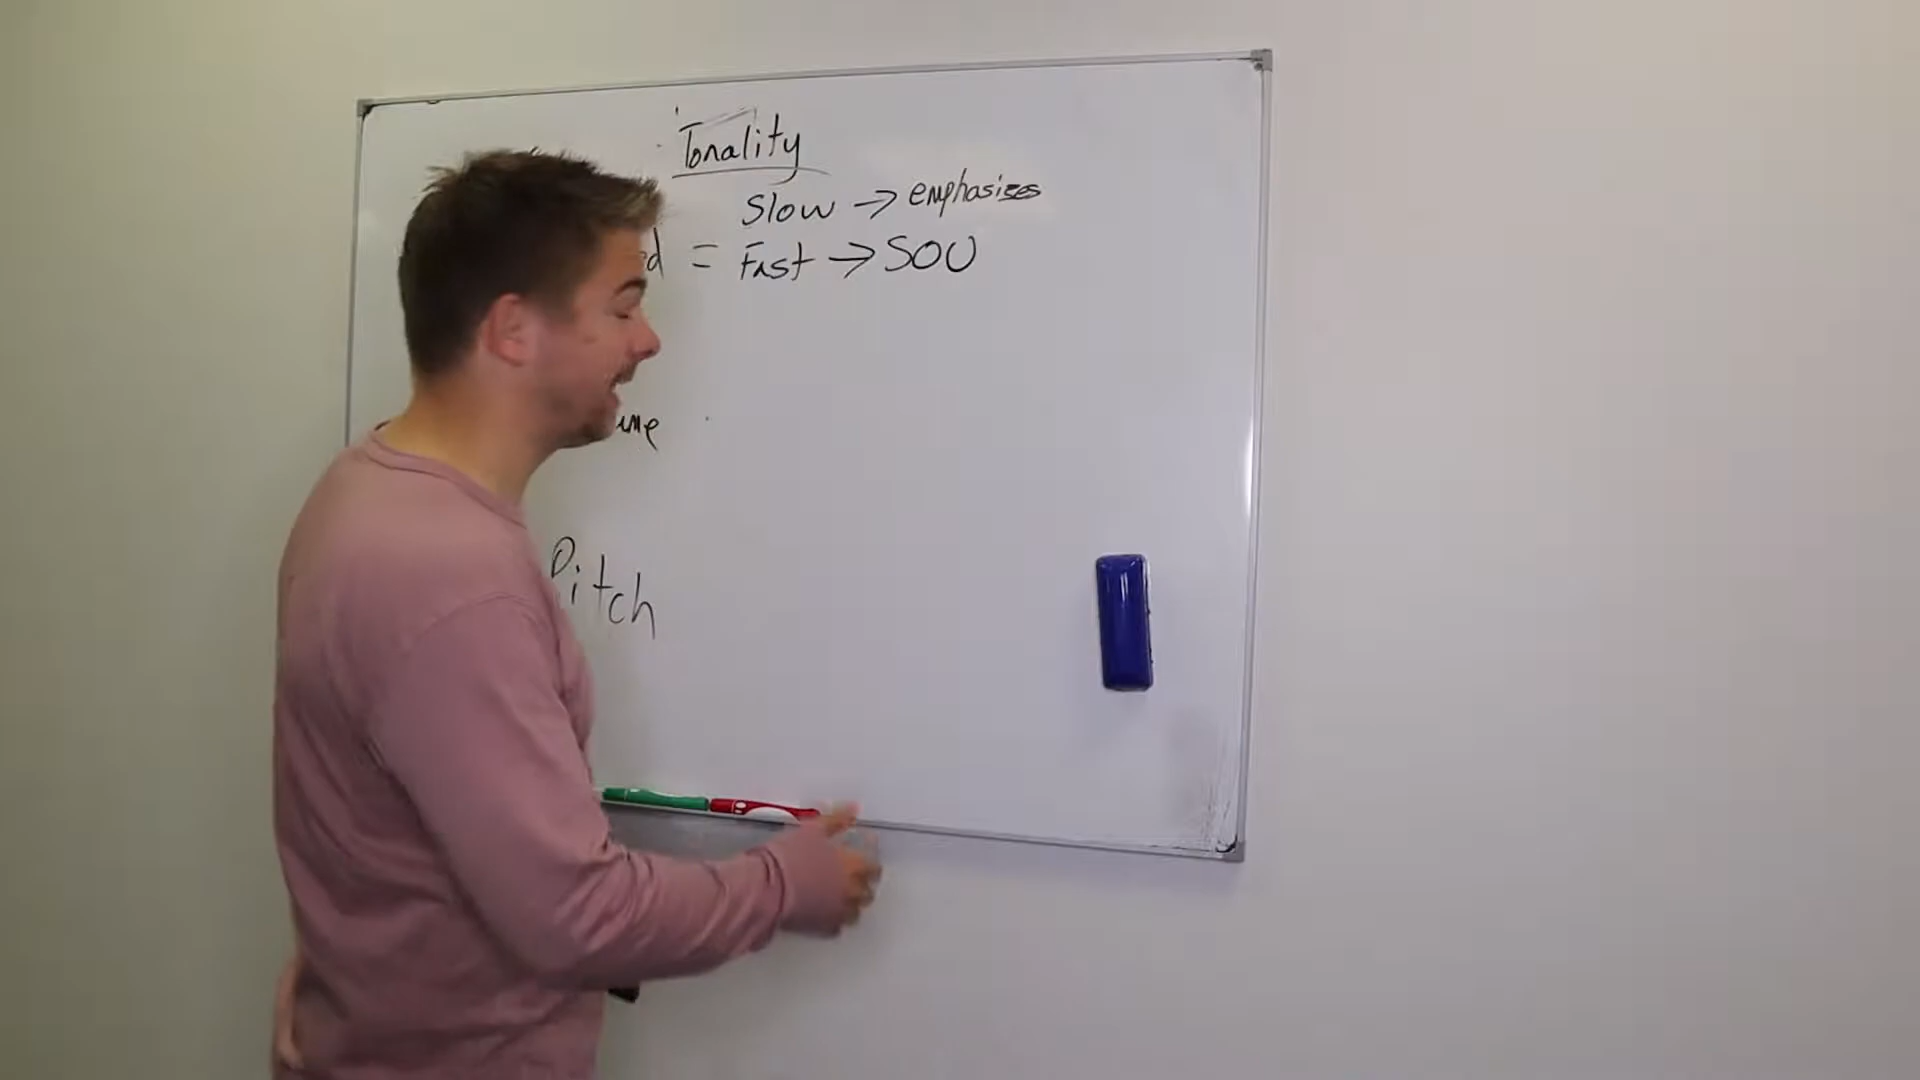 Tonality
Slow → emphasizes
= Fast → SOU
Pitch